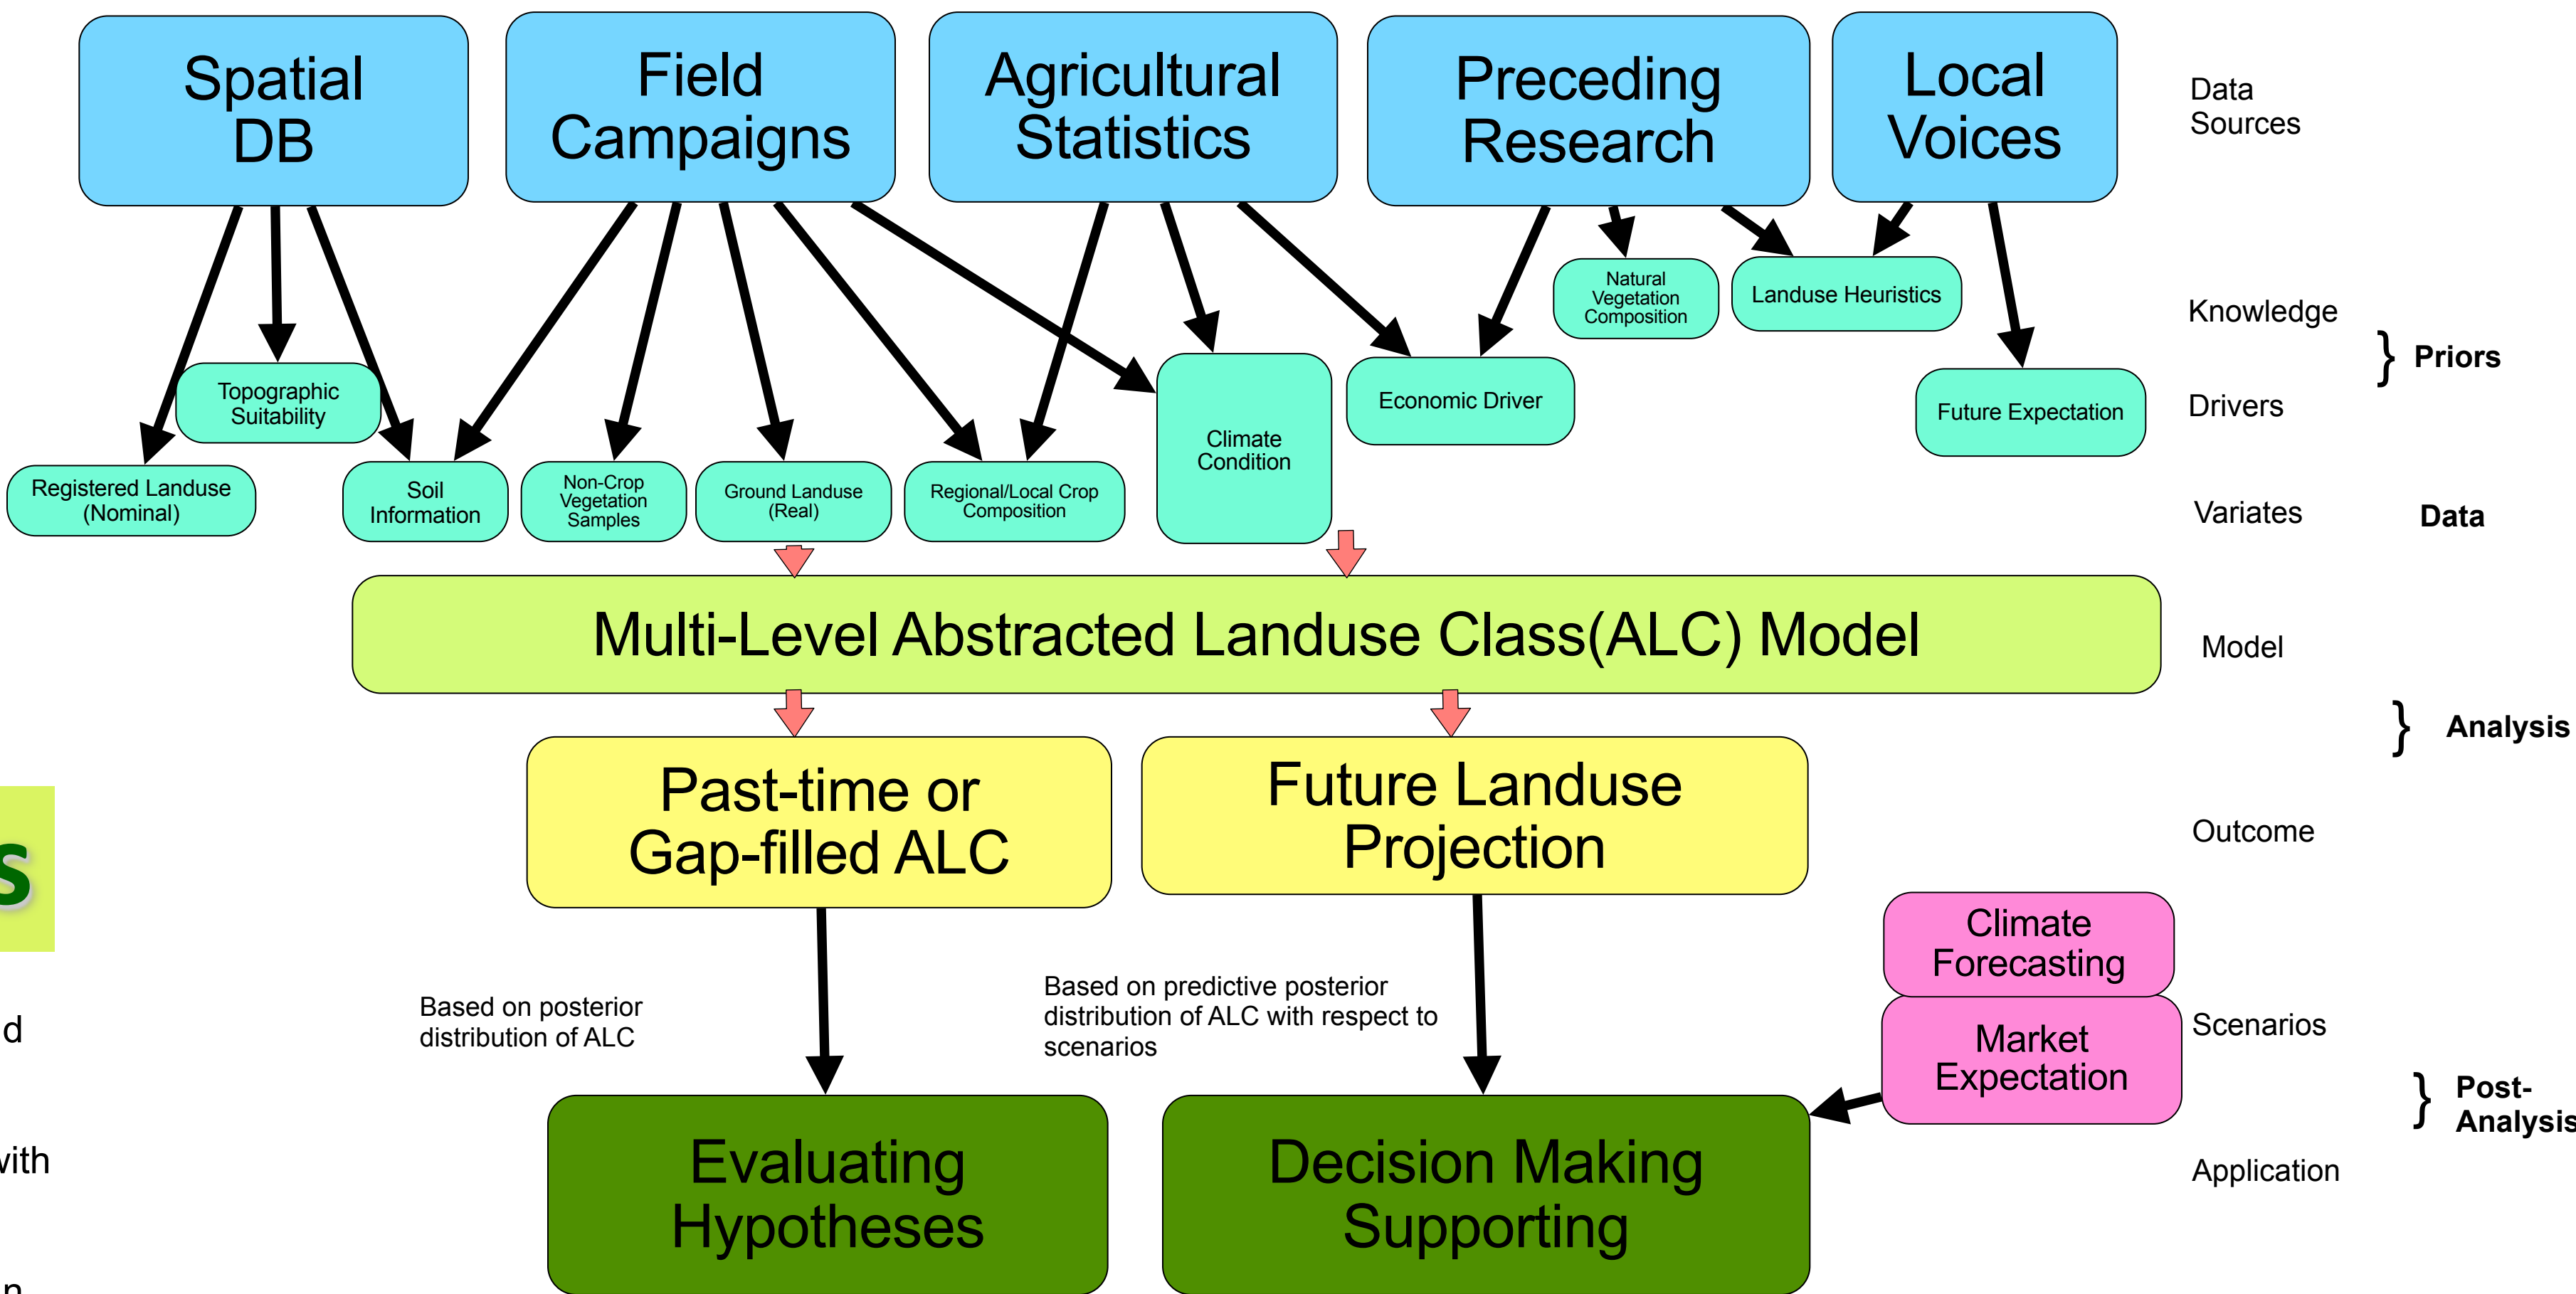 Spatial
DB
Field
Campaigns
Agricultural
Statistics
Preceding
Research
Local
Voices
Data
Sources
Natural
Vegetation
Composition
Landuse Heuristics
Knowledge
} Priors
Topographic
Suitability
Economic Driver
Future Expectation
Drivers
Climate
Condition
Registered Landuse
(Nominal)
Soil
Information
Non-Crop
Vegetation
Samples
Ground Landuse
(Real)
Regional/Local Crop
Composition
Variates
Data
Multi-Level Abstracted Landuse Class(ALC) Model
Model
} Analysis
Past-time or
Gap-filled ALC
Future Landuse
Projection
Outcome
s
Climate
Forecasting
Based on posterior
distribution of ALC
Based on predictive posterior
distribution of ALC with respect to
scenarios
Market
Expectation
Scenarios
d
} Post-
Analysis
with
Evaluating
Hypotheses
Decision Making
Supporting
Application
n